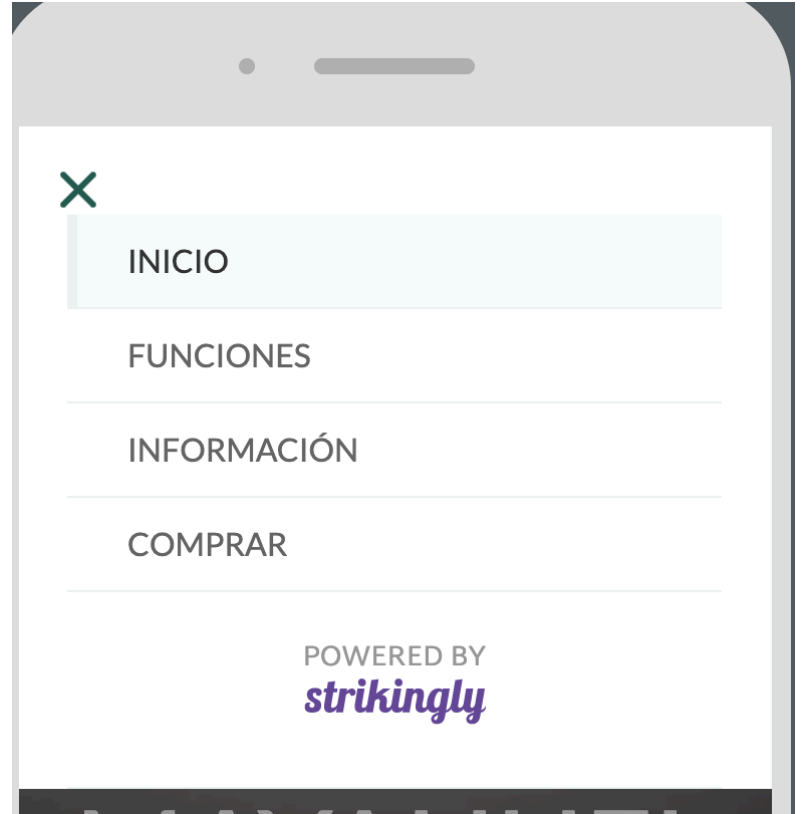 INICIO
FUNCIONES
INFORMACIÓN
COMPRAR
POWERED BY
strikingly